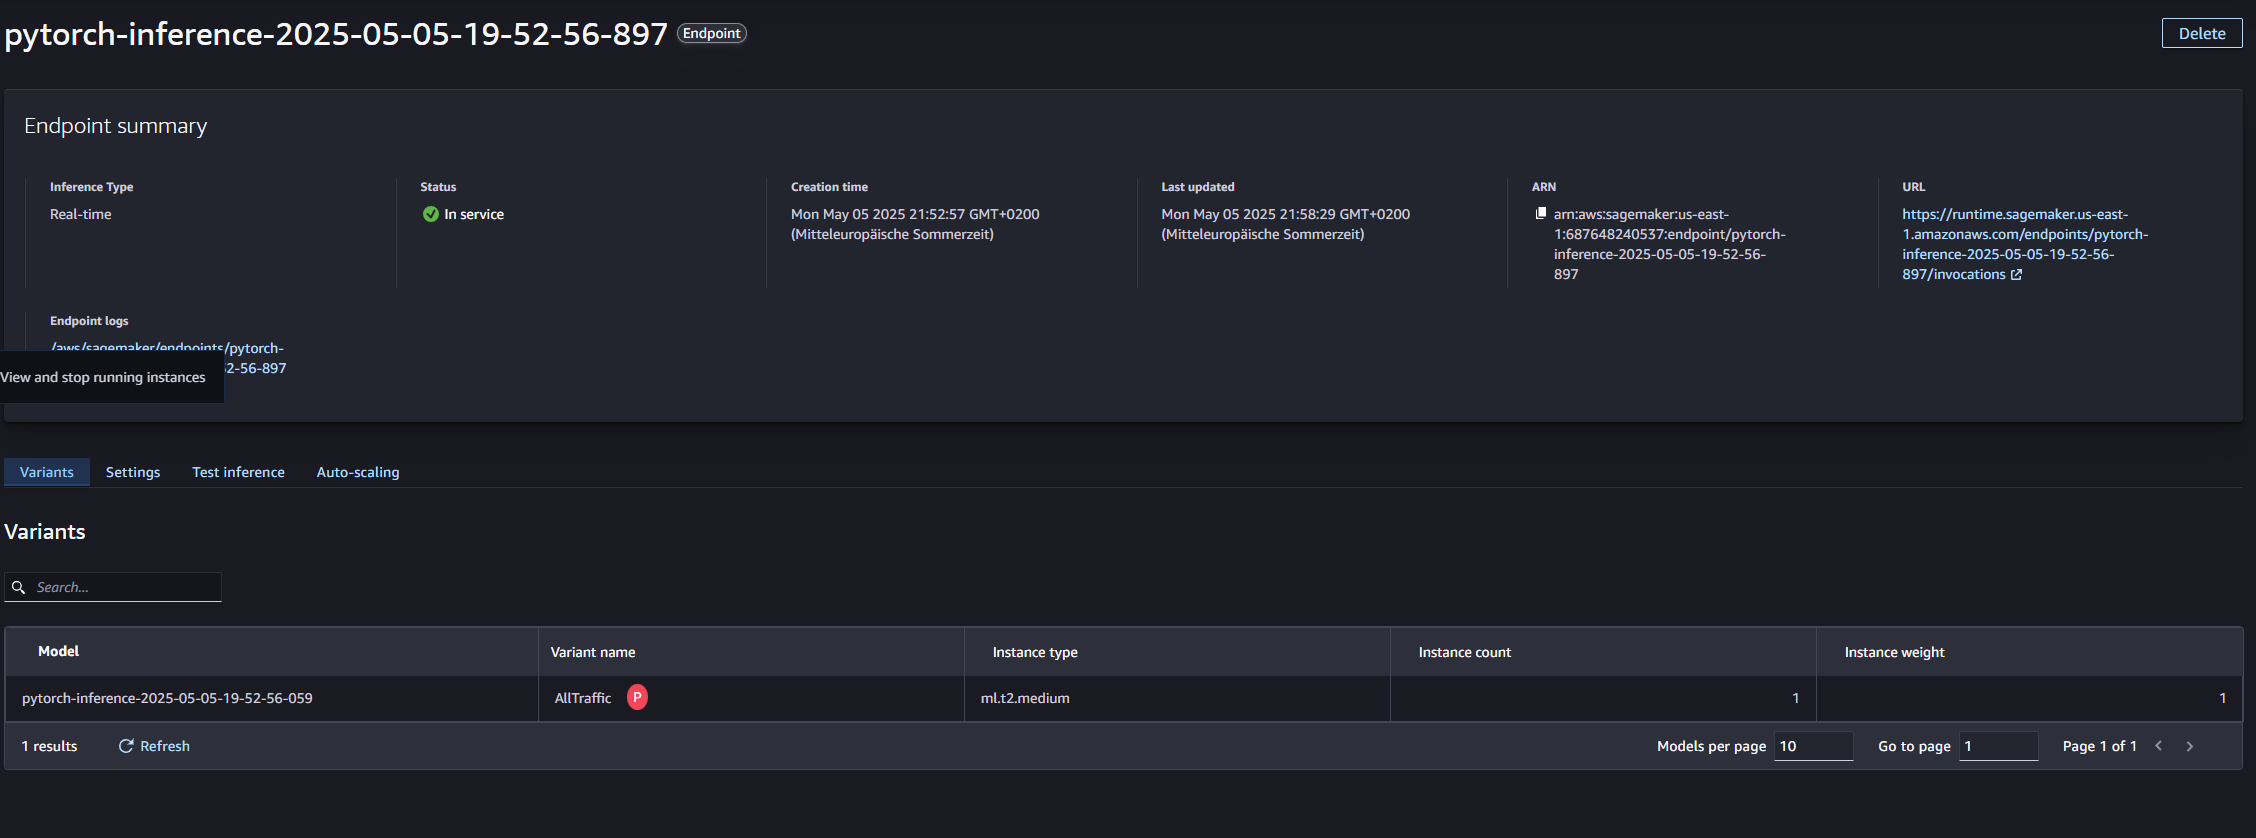 pytorch-inference-2025-05-05-19-52-56-897 Endpoint
Delete
Endpoint summary
Inference Type
Real-time
Status
In service
Creation time
Mon May 05 2025 21:52:57 GMT+0200
(Mitteleuropäische Sommerzeit)
Last updated
Mon May 05 2025 21:58:29 GMT+0200
(Mitteleuropäische Sommerzeit)
ARN
arn:aws:sagemaker:us-east-
1:687648240537:endpoint/pytorch-
inference-2025-05-05-19-52-56-
897
URL
https://runtime.sagemaker.us-east-
1.amazonaws.com/endpoints/pytorch-
inference-2025-05-05-19-52-56-
897/invocations
Endpoint logs
/aws/sagemaker/endpoints/pytorch-
2-56-897
View and stop running instances
Variants
Settings
Test inference
Auto-scaling
Variants
Search...
Model
Variant name
Instance type
Instance count
Instance weight
pytorch-inference-2025-05-05-19-52-56-059
AllTraffic P
ml.t2.medium
1
1
1 results
Refresh
Models per page 10
Go to page 1
Page 1 of 1